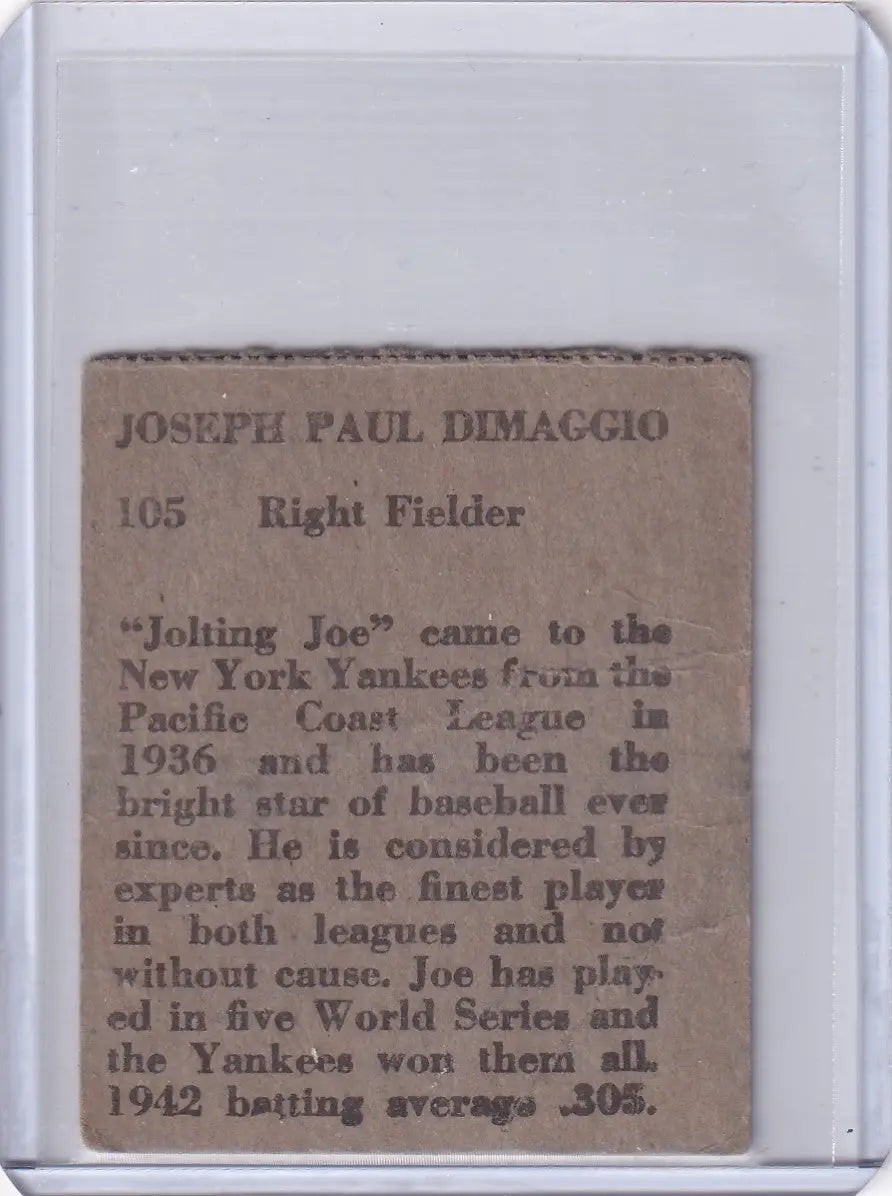 JOSEPH PAUL DIMAGGIO
105 Right Fielder
“Jolting Joe” came to the
New York Yankees from the
Pacific Coast League in
1936 and has been the
bright star of baseball ever
since. He is considered by
experts as the finest player
in both leagues and not
without cause. Joe has play-
ed in five World Series and
the Yankees won them all.
1942 batting average .305.